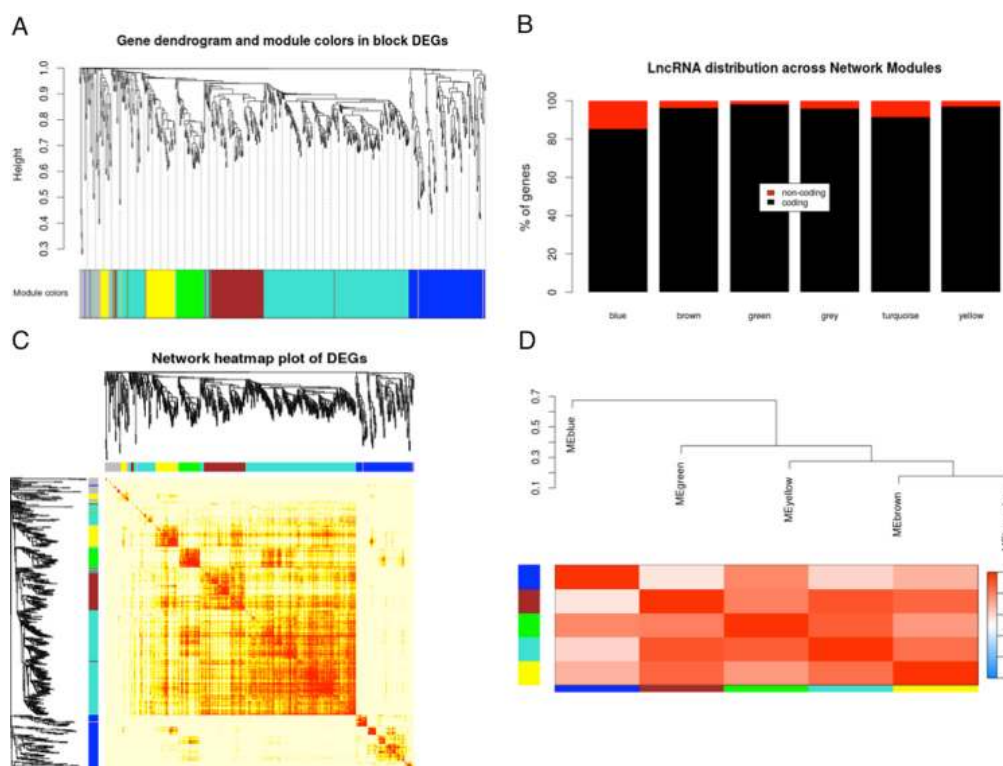 A
Gene dendrogram and module colors in block DEGs
Height
1.0
0.9
0.8
0.7
0.6
0.5
0.4
0.3
Module colors
B
LncRNA distribution across Network Modules
% of genes
100
80
60
40
20
0
non-coding
coding
blue
brown
green
grey
turquoise
yellow
C
Network heatmap plot of DEGs
D
0.7
0.5
0.3
0.1
MEblue
MEgreen
MEyellow
MEbrown